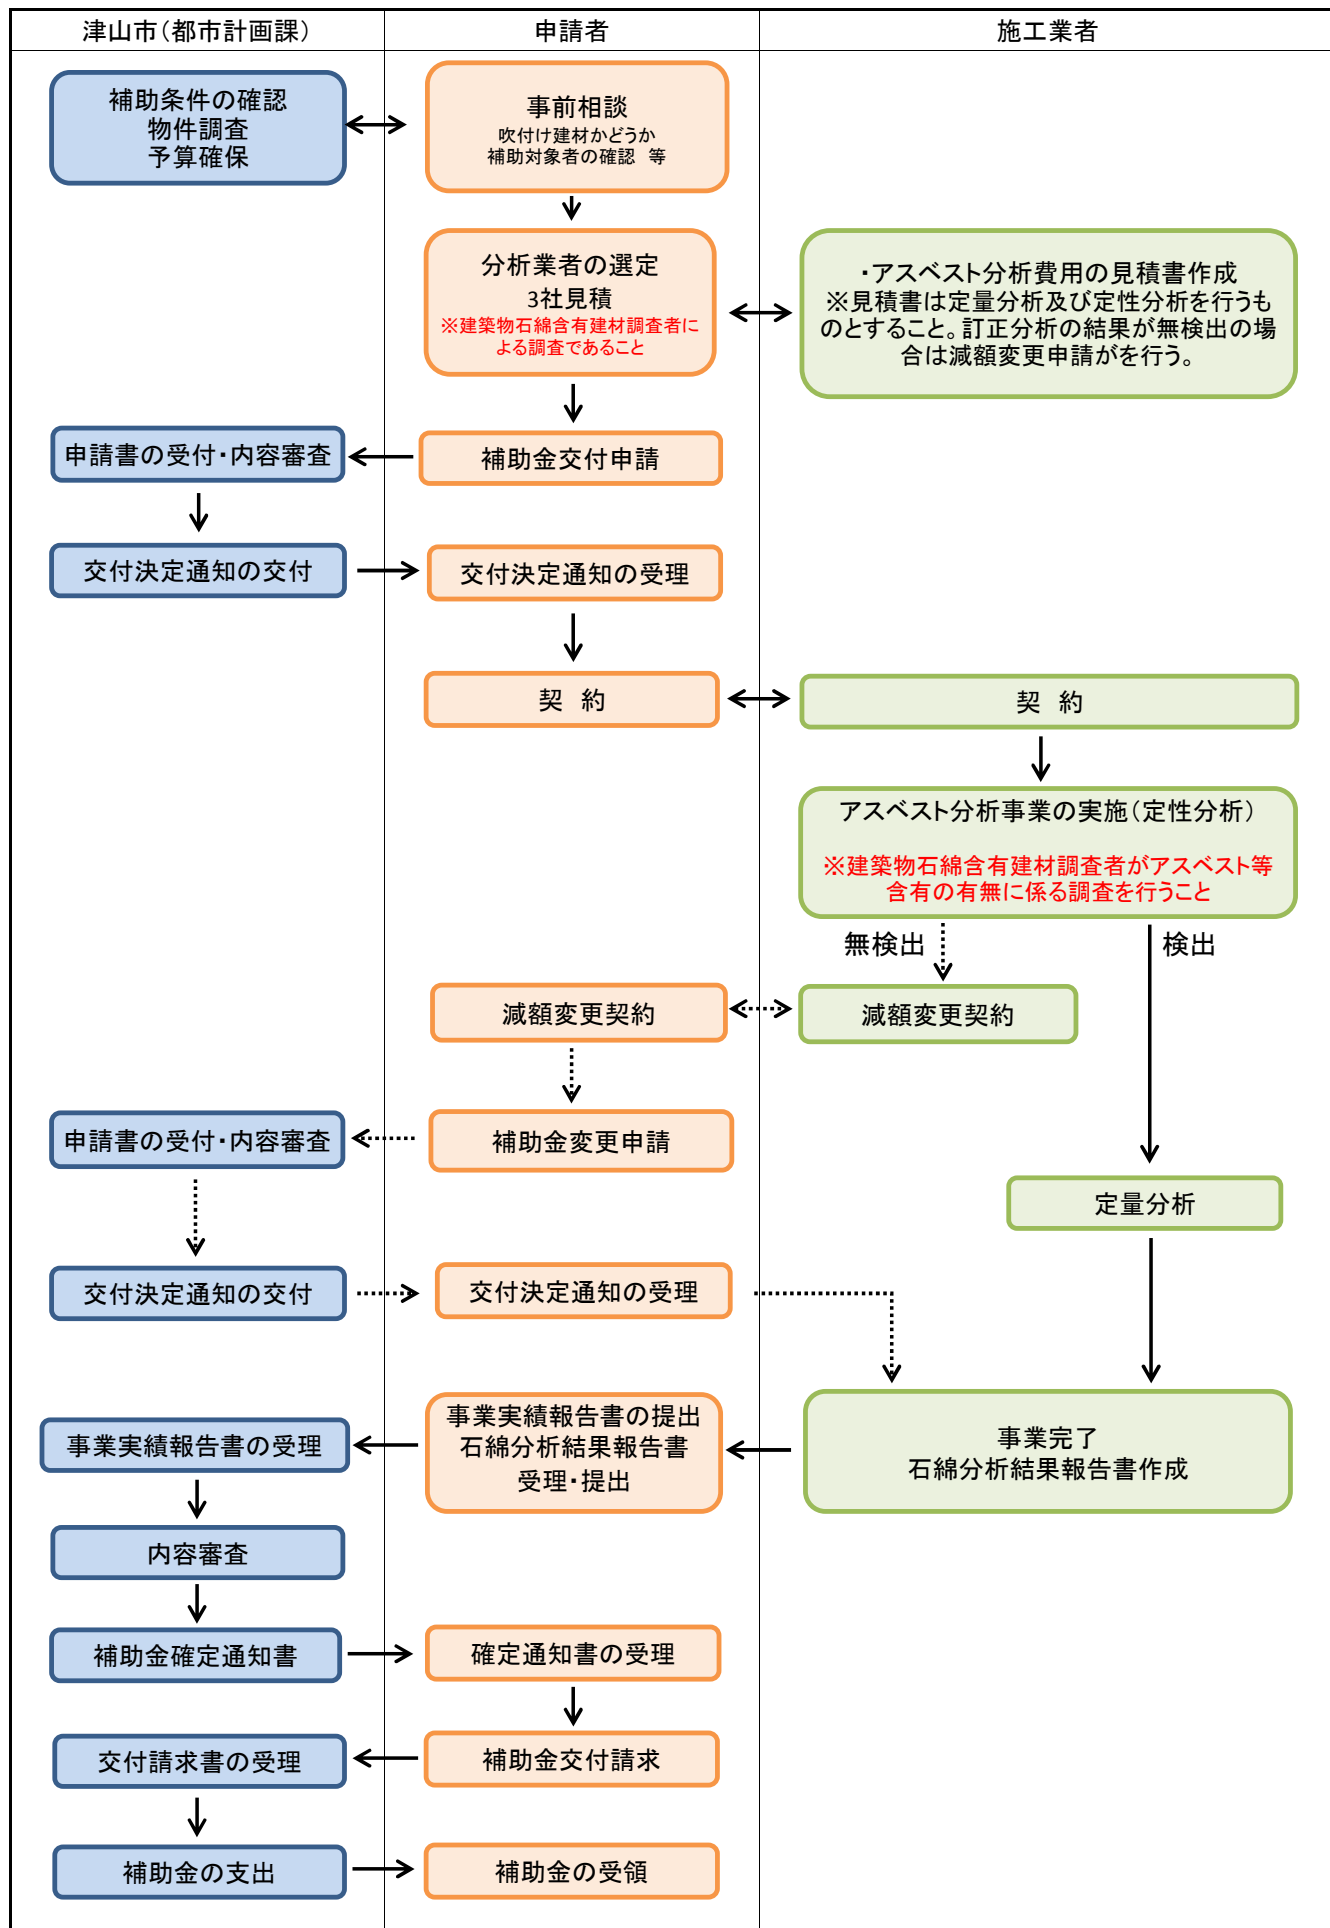 津山市（都市計画課）
申請者
施工業者
補助条件の確認
物件調査
予算確保
事前相談
吹付け建材かどうか
補助対象者の確認　等
分析業者の選定
3社見積
※建築物石綿含有建材調査者に
よる調査であること
・アスベスト分析費用の見積書作成
※見積書は定量分析及び定性分析を行うも
のとすること。訂正分析の結果が無検出の場
合は減額変更申請がを行う。
申請書の受付・内容審査
補助金交付申請
交付決定通知の交付
交付決定通知の受理
契　約
契　約
アスベスト分析事業の実施（定性分析）
※建築物石綿含有建材調査者がアスベスト等
含有の有無に係る調査を行うこと
無検出
検出
減額変更契約
減額変更契約
申請書の受付・内容審査
補助金変更申請
定量分析
交付決定通知の交付
交付決定通知の受理
事業実績報告書の受理
事業実績報告書の提出
石綿分析結果報告書
受理・提出
事業完了
石綿分析結果報告書作成
内容審査
補助金確定通知書
確定通知書の受理
交付請求書の受理
補助金交付請求
補助金の支出
補助金の受領